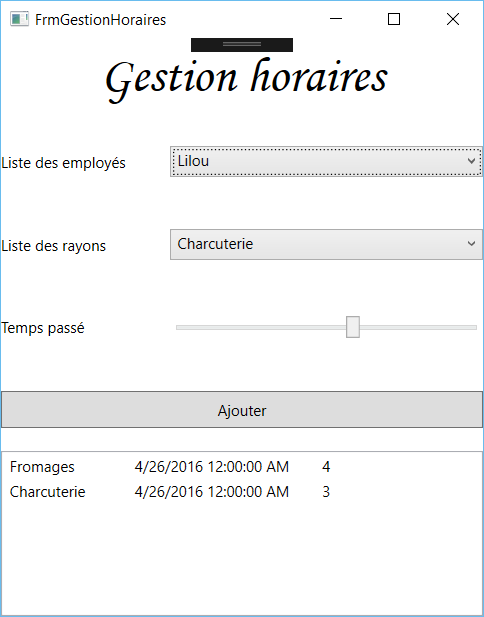 FrmGestionHoraires
Gestion horaires
Liste des employés Lilou
Liste des rayons Charcuterie
Temps passé
Ajouter
Fromages 4/26/2016 12:00:00 AM 4
Charcuterie 4/26/2016 12:00:00 AM 3